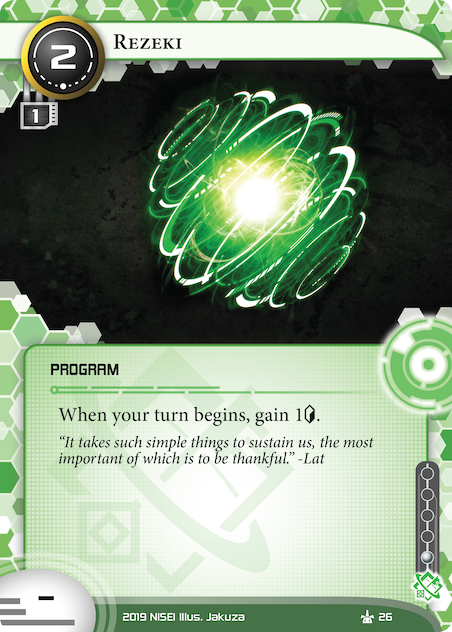 2
Rezeki
1
PROGRAM
When your turn begins, gain 1.
“It takes such simple things to sustain us, the most
important of which is to be thankful.” -Lat
-
2019 NISEI Illus. Jakuza
26